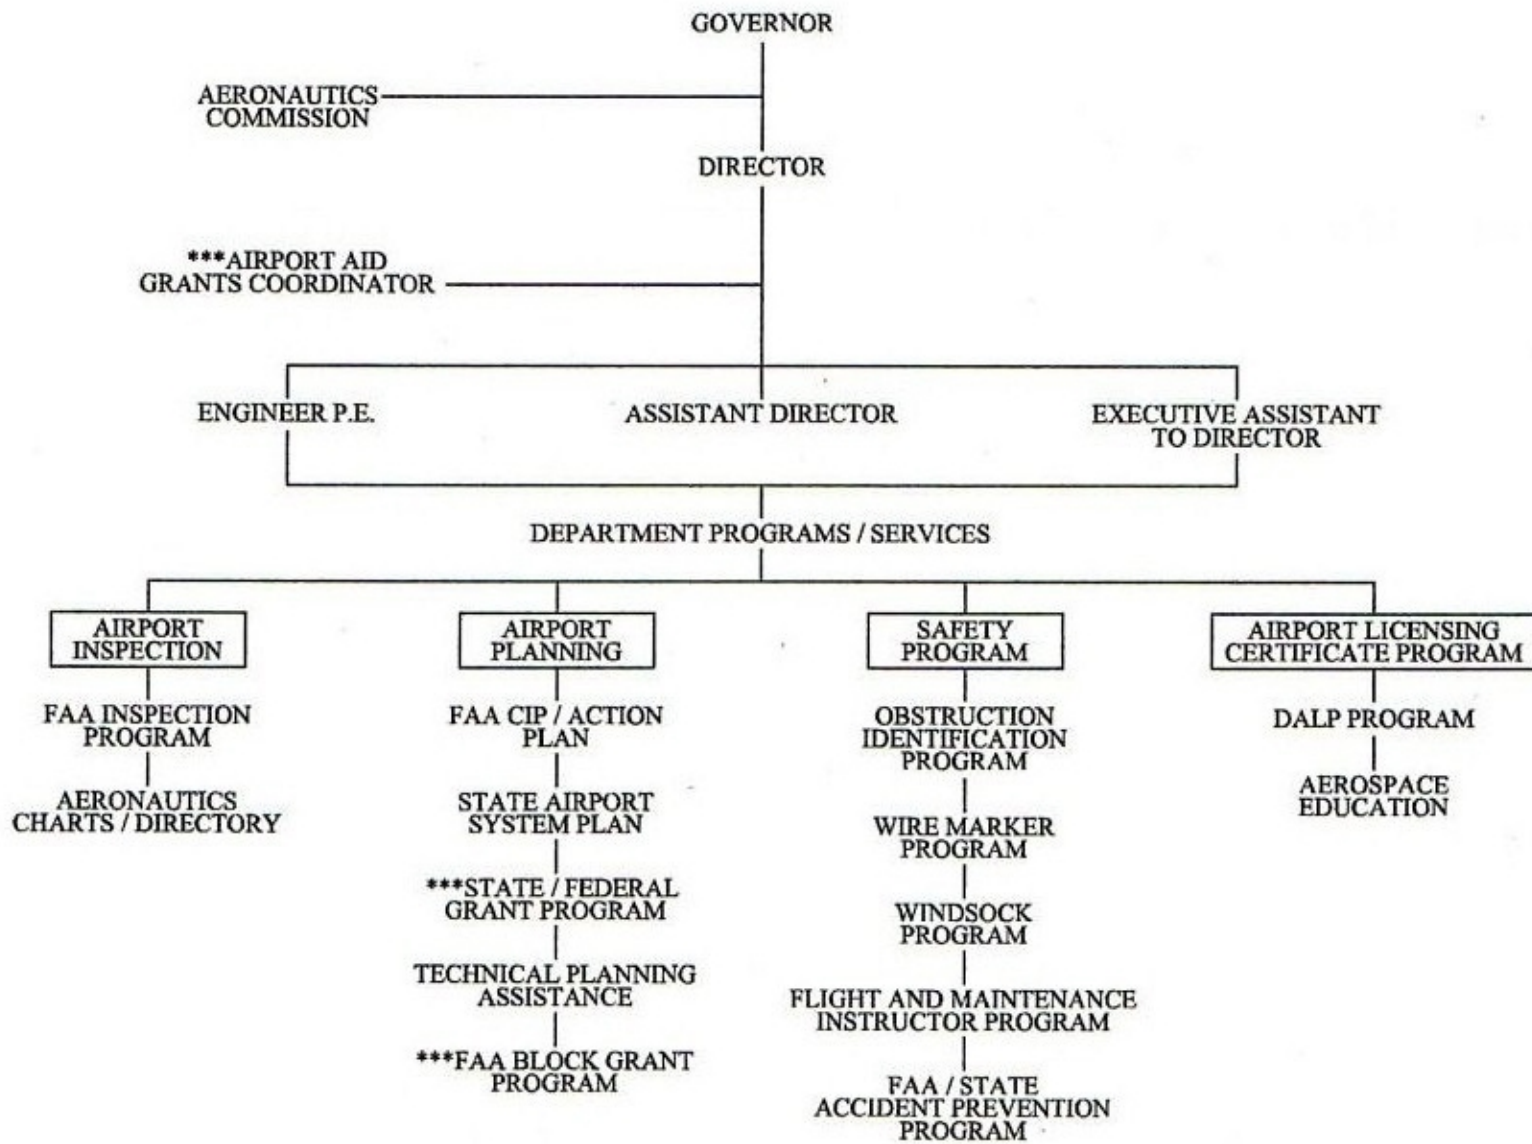 GOVERNOR
AERONAUTICS
COMMISSION
DIRECTOR
***AIRPORT AID
GRANTS COORDINATOR
ENGINEER P.E.
ASSISTANT DIRECTOR
EXECUTIVE ASSISTANT
TO DIRECTOR
DEPARTMENT PROGRAMS / SERVICES
AIRPORT
INSPECTION
FAA INSPECTION
PROGRAM
AERONAUTICS
CHARTS / DIRECTORY
AIRPORT
PLANNING
FAA CIP / ACTION
PLAN
STATE AIRPORT
SYSTEM PLAN
***STATE / FEDERAL
GRANT PROGRAM
TECHNICAL PLANNING
ASSISTANCE
***FAA BLOCK GRANT
PROGRAM
SAFETY
PROGRAM
OBSTRUCTION
IDENTIFICATION
PROGRAM
WIRE MARKER
PROGRAM
WINDSOCK
PROGRAM
FLIGHT AND MAINTENANCE
INSTRUCTOR PROGRAM
FAA / STATE
ACCIDENT PREVENTION
PROGRAM
AIRPORT LICENSING
CERTIFICATE PROGRAM
DALP PROGRAM
AEROSPACE
EDUCATION